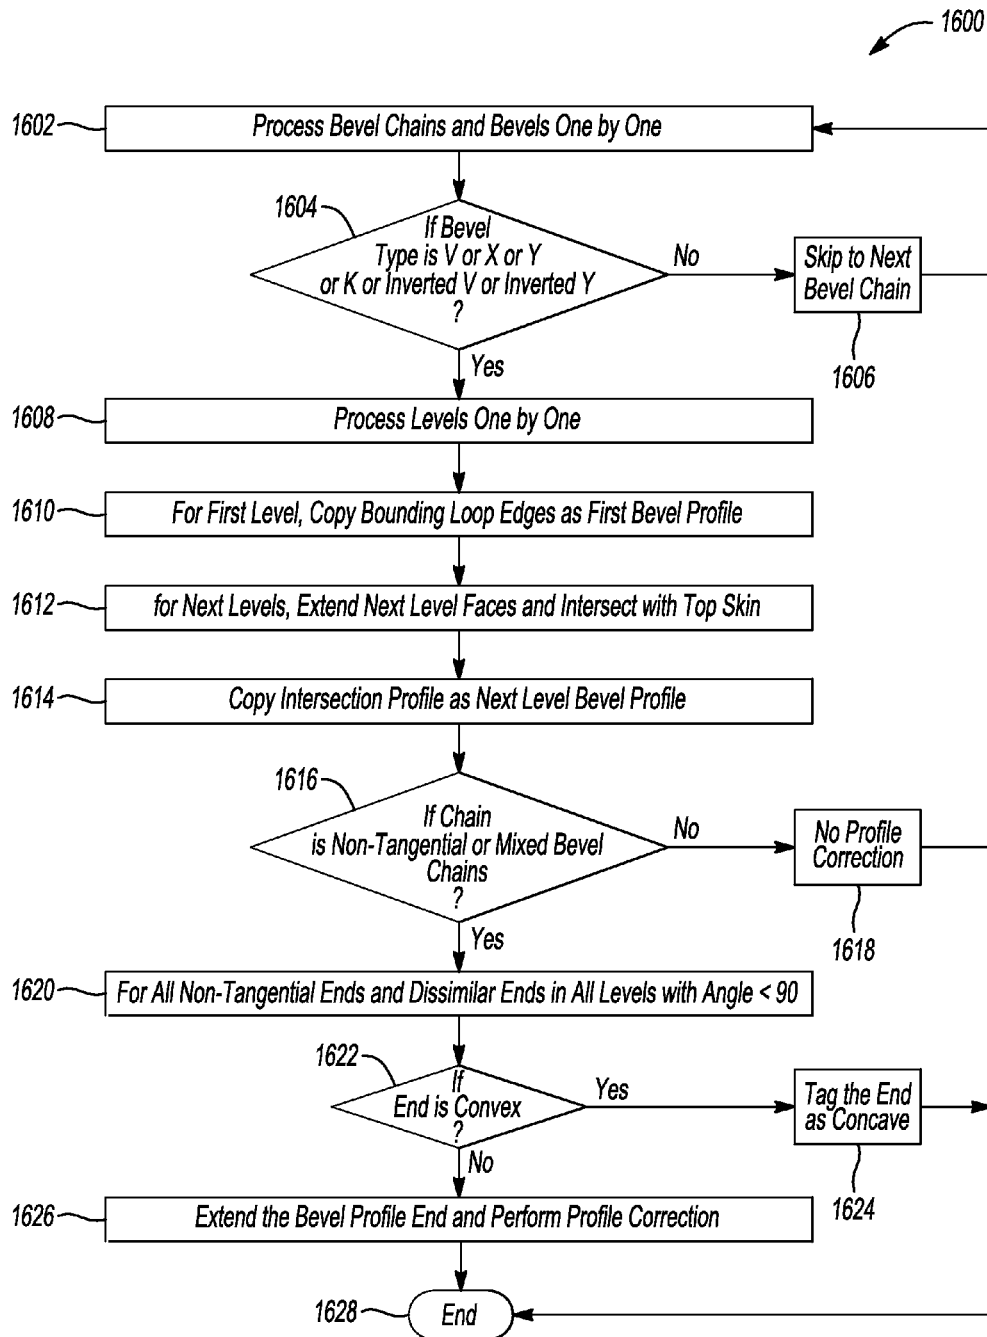 1600
1602
Process Bevel Chains and Bevels One by One
1604
If Bevel
Type is V or X or Y
or K or Inverted V or Inverted Y
?
No
Skip to Next
Bevel Chain
1606
Yes
1608
Process Levels One by One
1610
For First Level, Copy Bounding Loop Edges as First Bevel Profile
1612
for Next Levels, Extend Next Level Faces and Intersect with Top Skin
1614
Copy Intersection Profile as Next Level Bevel Profile
1616
If Chain
is Non-Tangential or Mixed Bevel
Chains
?
No
No Profile
Correction
1618
Yes
1620
For All Non-Tangential Ends and Dissimilar Ends in All Levels with Angle < 90
1622
If
End is Convex
?
Yes
Tag the End
as Concave
1624
No
1626
Extend the Bevel Profile End and Perform Profile Correction
1628
End